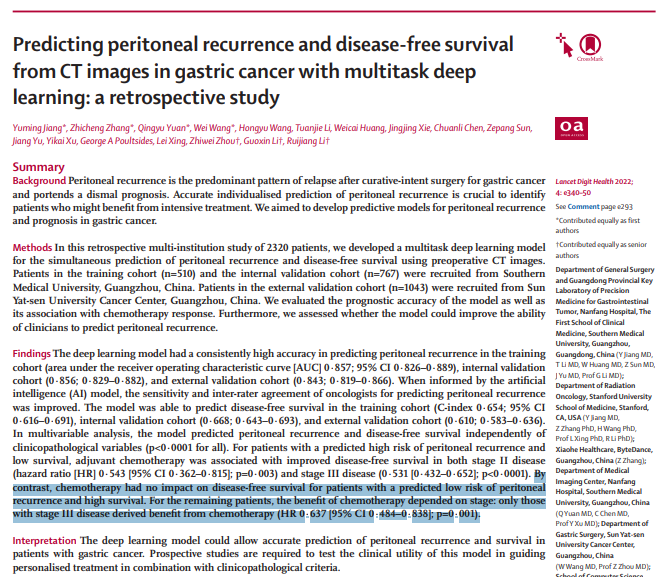 Predicting peritoneal recurrence and disease-free survival
from CT images in gastric cancer with multitask deep
learning: a retrospective study
CrossMark
oa
OPEN ACCESS
Yuming Jiang*, Zhicheng Zhang*, Qingyu Yuan*, Wei Wang*, Hongyu Wang, Tuanjie Li, Weicai Huang, Jingjing Xie, Chuanli Chen, Zepang Sun,
Jiang Yu, Yikai Xu, George A Poultsides, Lei Xing, Zhiwei Zhou†, Guoxin Li†, Ruijiang Li†
Summary
Background Peritoneal recurrence is the predominant pattern of relapse after curative-intent surgery for gastric cancer
and portends a dismal prognosis. Accurate individualised prediction of peritoneal recurrence is crucial to identify
patients who might benefit from intensive treatment. We aimed to develop predictive models for peritoneal recurrence
and prognosis in gastric cancer.
Methods In this retrospective multi-institution study of 2320 patients, we developed a multitask deep learning model
for the simultaneous prediction of peritoneal recurrence and disease-free survival using preoperative CT images.
Patients in the training cohort (n=510) and the internal validation cohort (n=767) were recruited from Southern
Medical University, Guangzhou, China. Patients in the external validation cohort (n=1043) were recruited from Sun
Yat-sen University Cancer Center, Guangzhou, China. We evaluated the prognostic accuracy of the model as well as
its association with chemotherapy response. Furthermore, we assessed whether the model could improve the ability
of clinicians to predict peritoneal recurrence.
Findings The deep learning model had a consistently high accuracy in predicting peritoneal recurrence in the training
cohort (area under the receiver operating characteristic curve [AUC] 0·857; 95% CI 0·826–0·889), internal validation
cohort (0·856; 0·829–0·882), and external validation cohort (0·843; 0·819–0·866). When informed by the artificial
intelligence (AI) model, the sensitivity and inter-rater agreement of oncologists for predicting peritoneal recurrence
was improved. The model was able to predict disease-free survival in the training cohort (C-index 0·654; 95% CI
0·616–0·691), internal validation cohort (0·668; 0·643–0·693), and external validation cohort (0·610; 0·583–0·636).
In multivariable analysis, the model predicted peritoneal recurrence and disease-free survival independently of
clinicopathological variables (p<0·0001 for all). For patients with a predicted high risk of peritoneal recurrence and
low survival, adjuvant chemotherapy was associated with improved disease-free survival in both stage II disease
(hazard ratio [HR] 0·543 [95% CI 0·362–0·815]; p=0·003) and stage III disease (0·531 [0·432–0·652]; p<0·0001). By
contrast, chemotherapy had no impact on disease-free survival for patients with a predicted low risk of peritoneal
recurrence and high survival. For the remaining patients, the benefit of chemotherapy depended on stage: only those
with stage III disease derived benefit from chemotherapy (HR 0·637 [95% CI 0·484–0·838]; p=0·001).
Interpretation The deep learning model could allow accurate prediction of peritoneal recurrence and survival in
patients with gastric cancer. Prospective studies are required to test the clinical utility of this model in guiding
personalised treatment in combination with clinicopathological criteria.
Lancet Digit Health 2022;
4: e340–50
See Comment page e293
*Contributed equally as first
authors
†Contributed equally as senior
authors
Department of General Surgery
and Guangdong Provincial Key
Laboratory of Precision
Medicine for Gastrointestinal
Tumor, Nanfang Hospital, The
First School of Clinical
Medicine, Southern Medical
University, Guangzhou,
Guangdong, China (Y Jiang MD,
T Li MD, W Huang MD, Z Sun MD,
J Yu MD, Prof G Li MD);
Department of Radiation
Oncology, Stanford University
School of Medicine, Stanford,
CA, USA (Y Jiang MD,
Z Zhang PhD, H Wang PhD,
Prof L Xing PhD, R Li PhD);
Xiaohe Healthcare, ByteDance,
Guangzhou, China (Z Zhang);
Department of Medical
Imaging Center, Nanfang
Hospital, Southern Medical
University, Guangzhou, China
(Q Yuan MD, C Chen MD,
Prof Y Xu MD); Department of
Gastric Surgery, Sun Yat-sen
University Cancer Center,
Guangzhou, China
(W Wang MD, Prof Z Zhou MD);
School of Computer Science